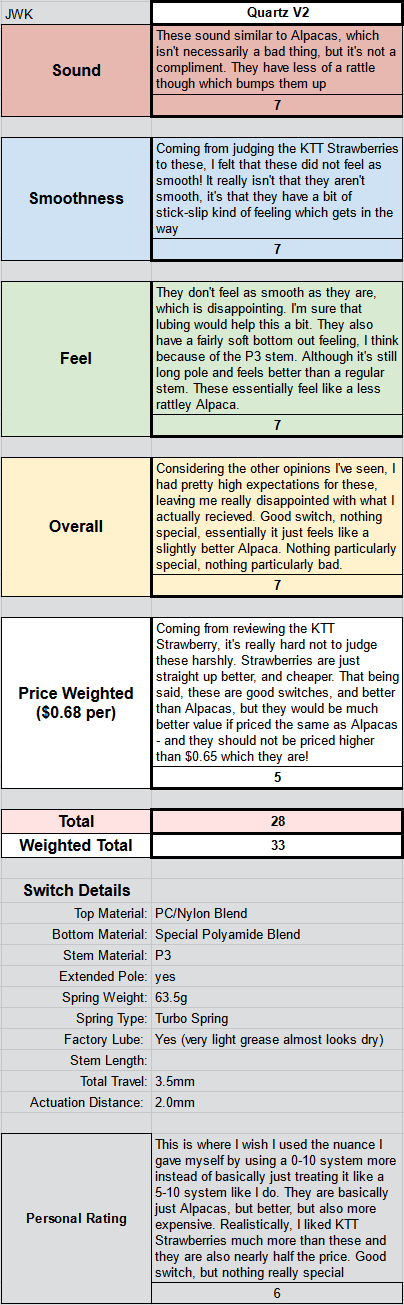 JWK
Quartz V2
Sound
These sound similar to Alpacas, which
isn't necessarily a bad thing, but it's not a
compliment. They have less of a rattle
though which bumps them up
7
Smoothness
Coming from judging the KTT Strawberries
to these, I felt that these did not feel as
smooth! It really isn't that they aren't
smooth, it's that they have a bit of
stick-slip kind of feeling which gets in the
way
7
Feel
They don't feel as smooth as they are,
which is disappointing. I'm sure that
lubing would help this a bit. They also
have a fairly soft bottom out feeling, I think
because of the P3 stem. Although it's still
long pole and feels better than a regular
stem. These essentially feel like a less
rattley Alpaca.
7
Overall
Considering the other opinions I've seen, I
had pretty high expectations for these,
leaving me really disappointed with what I
actually recieved. Good switch, nothing
special, essentially it just feels like a
slightly better Alpaca. Nothing particularly
special, nothing particularly bad.
7
Price Weighted
($0.68 per)
Coming from reviewing the KTT
Strawberry, it's really hard not to judge
these harshly. Strawberries are just
straight up better, and cheaper. That being
said, these are good switches, and better
than Alpacas, but they would be much
better value if priced the same as Alpacas
- and they should not be priced higher
than $0.65 which they are!
5
Total
28
Weighted Total
33
Switch Details
Top Material: PC/Nylon Blend
Bottom Material: Special Polyamide Blend
Stem Material: P3
Extended Pole: yes
Spring Weight: 63.5g
Spring Type: Turbo Spring
Factory Lube: Yes (very light grease almost looks dry)
Stem Length:
Total Travel: 3.5mm
Actuation Distance: 2.0mm
Personal Rating
This is where I wish I used the nuance I
gave myself by using a 0-10 system more
instead of basically just treating it like a
5-10 system like I do. They are basically
just Alpacas, but better, but also more
expensive. Realistically, I liked KTT
Strawberries much more than these and
they are also nearly half the price. Good
switch, but nothing really special
6